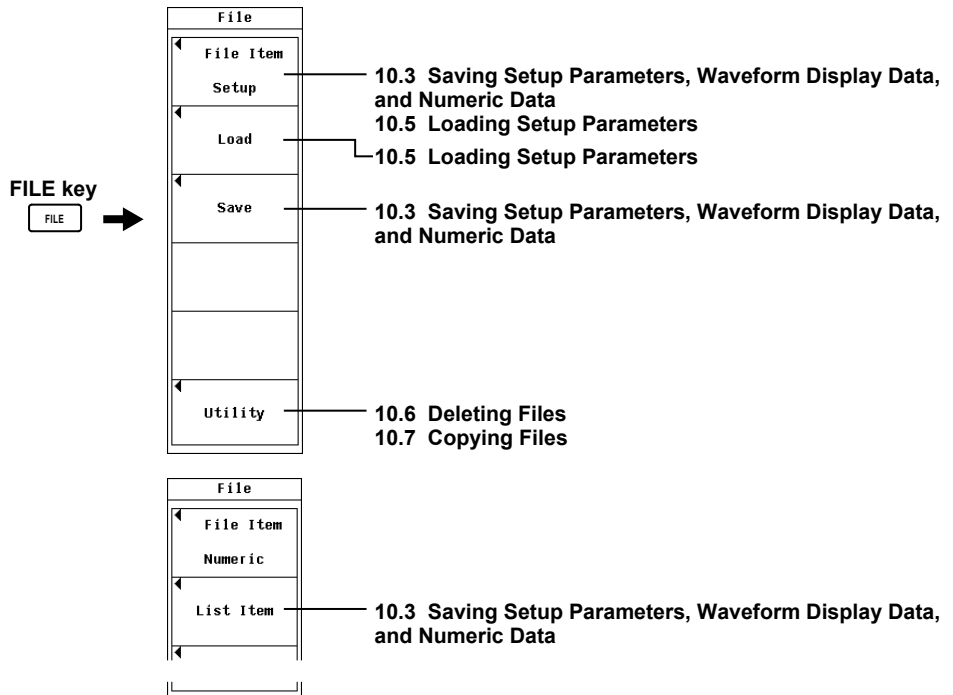 File
File Item
Setup
10.3 Saving Setup Parameters, Waveform Display Data,
and Numeric Data
10.5 Loading Setup Parameters
Load
10.5 Loading Setup Parameters
FILE key
FILE
Save
10.3 Saving Setup Parameters, Waveform Display Data,
and Numeric Data
Utility
10.6 Deleting Files
10.7 Copying Files
File
File Item
Numeric
List Item
10.3 Saving Setup Parameters, Waveform Display Data,
and Numeric Data